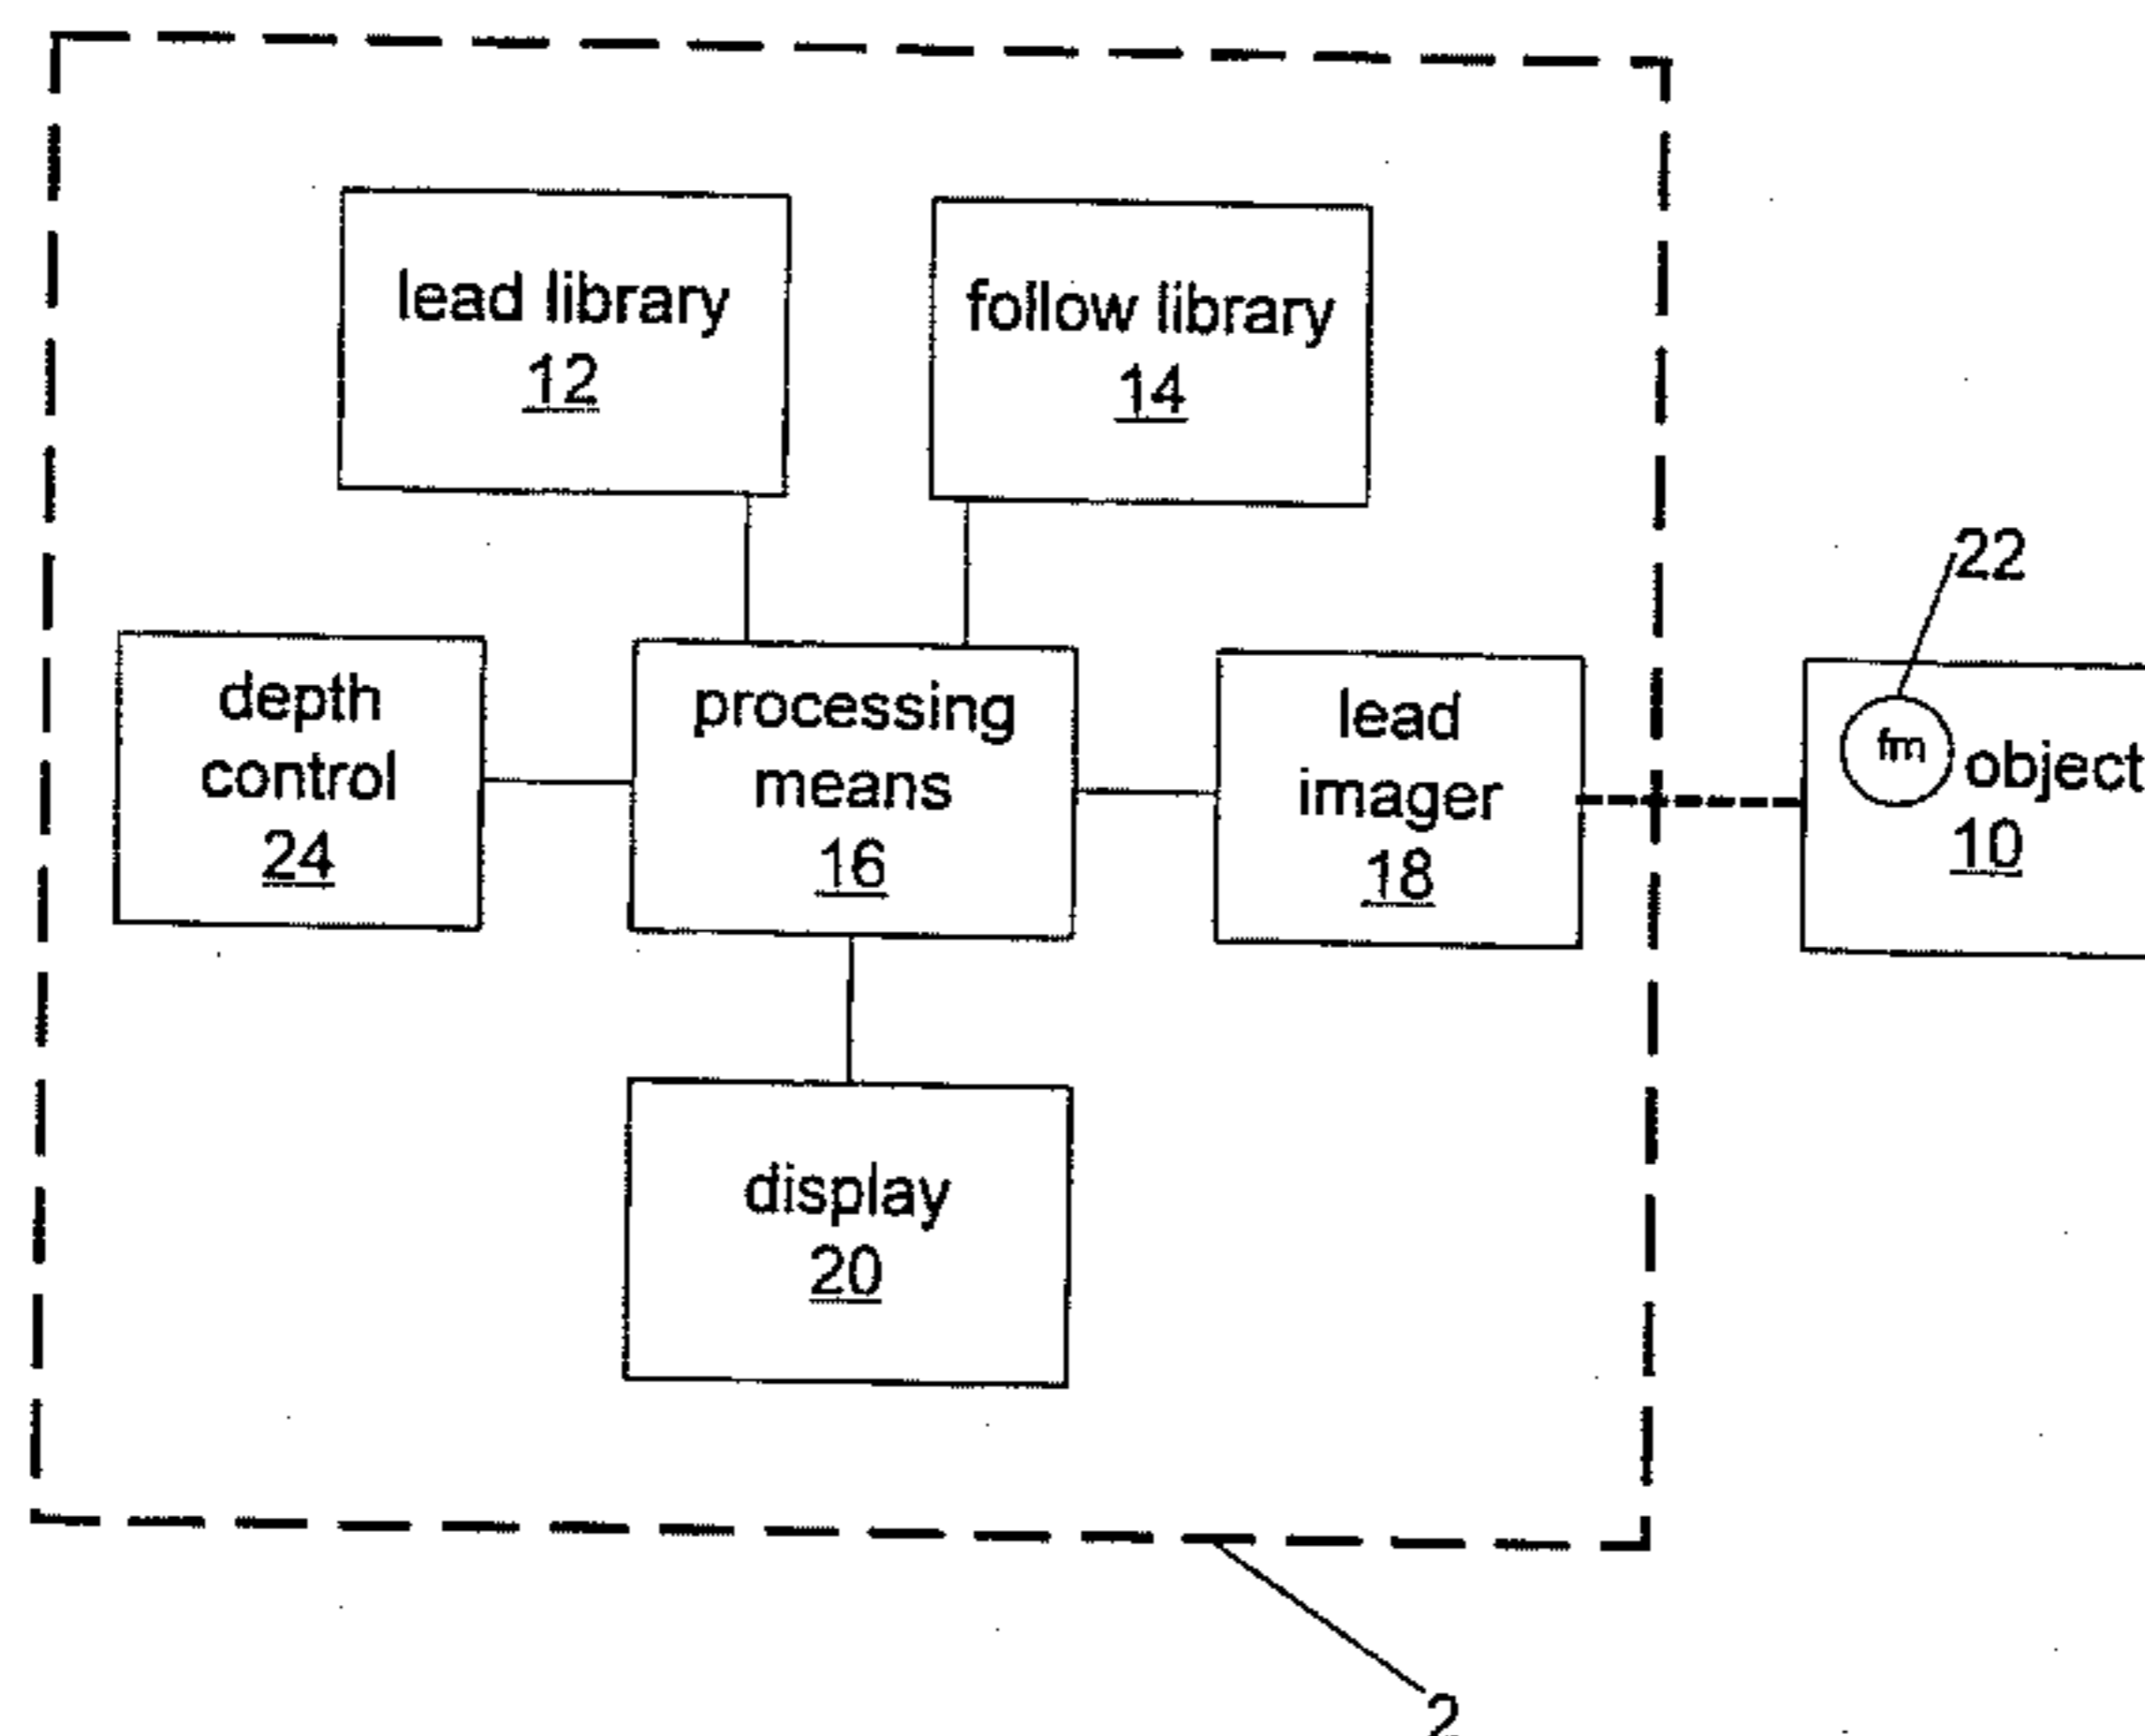 lead library
12
follow library
14
22
depth
control
24
processing
means
16
lead
imager
18
fm
object
10
display
20
2